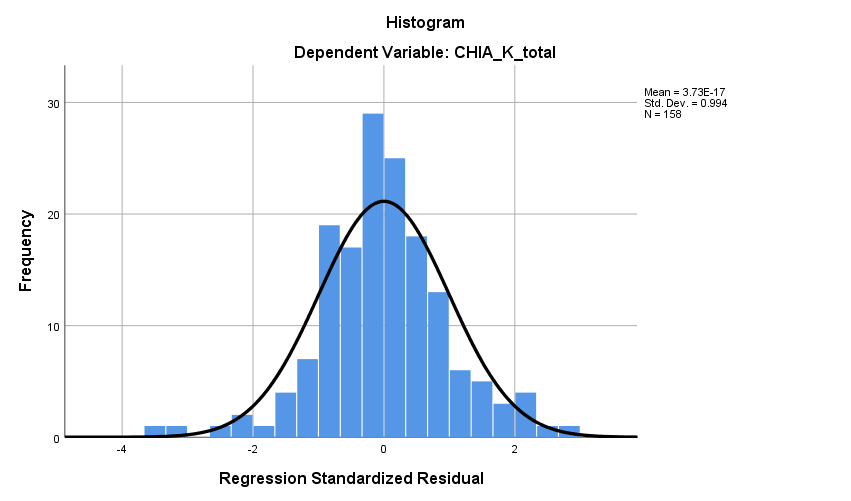 Histogram
Dependent Variable: CHIA_K_total
Mean = 3.73E-17
Std. Dev. = 0.994
N = 158
Frequency
30
20
10
0
-4 -2 0 2
Regression Standardized Residual